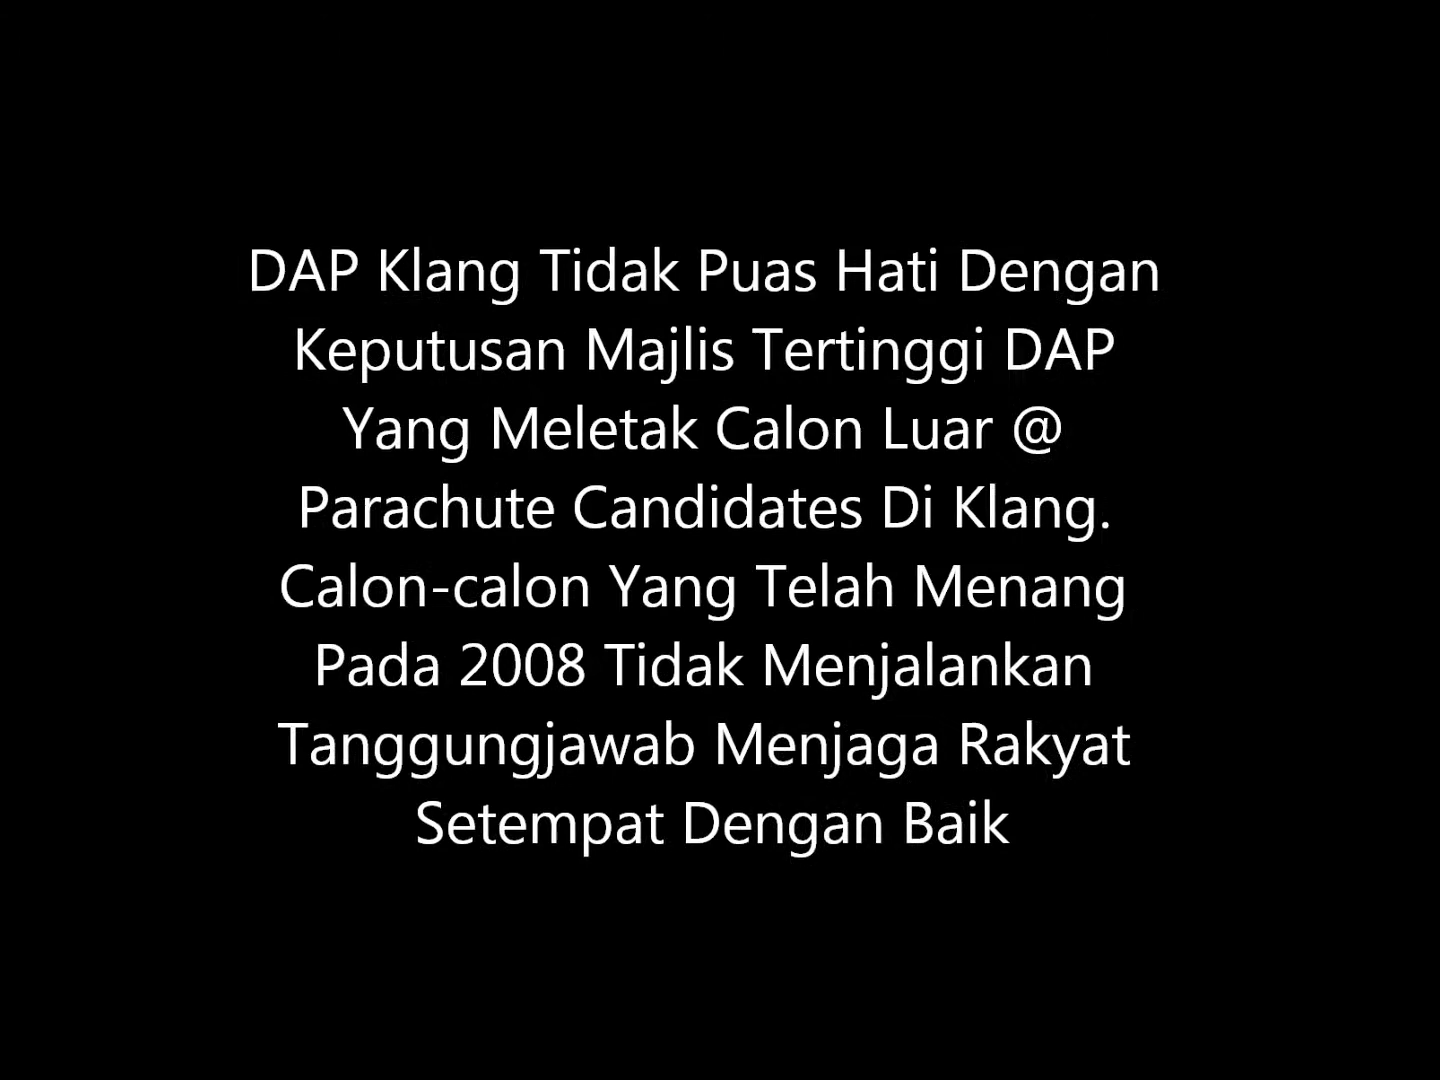 DAP Klang Tidak Puas Hati Dengan
Keputusan Majlis Tertinggi DAP
Yang Meletak Calon Luar @
Parachute Candidates Di Klang.
Calon-calon Yang Telah Menang
Pada 2008 Tidak Menjalankan
Tanggungjawab Menjaga Rakyat
Setempat Dengan Baik